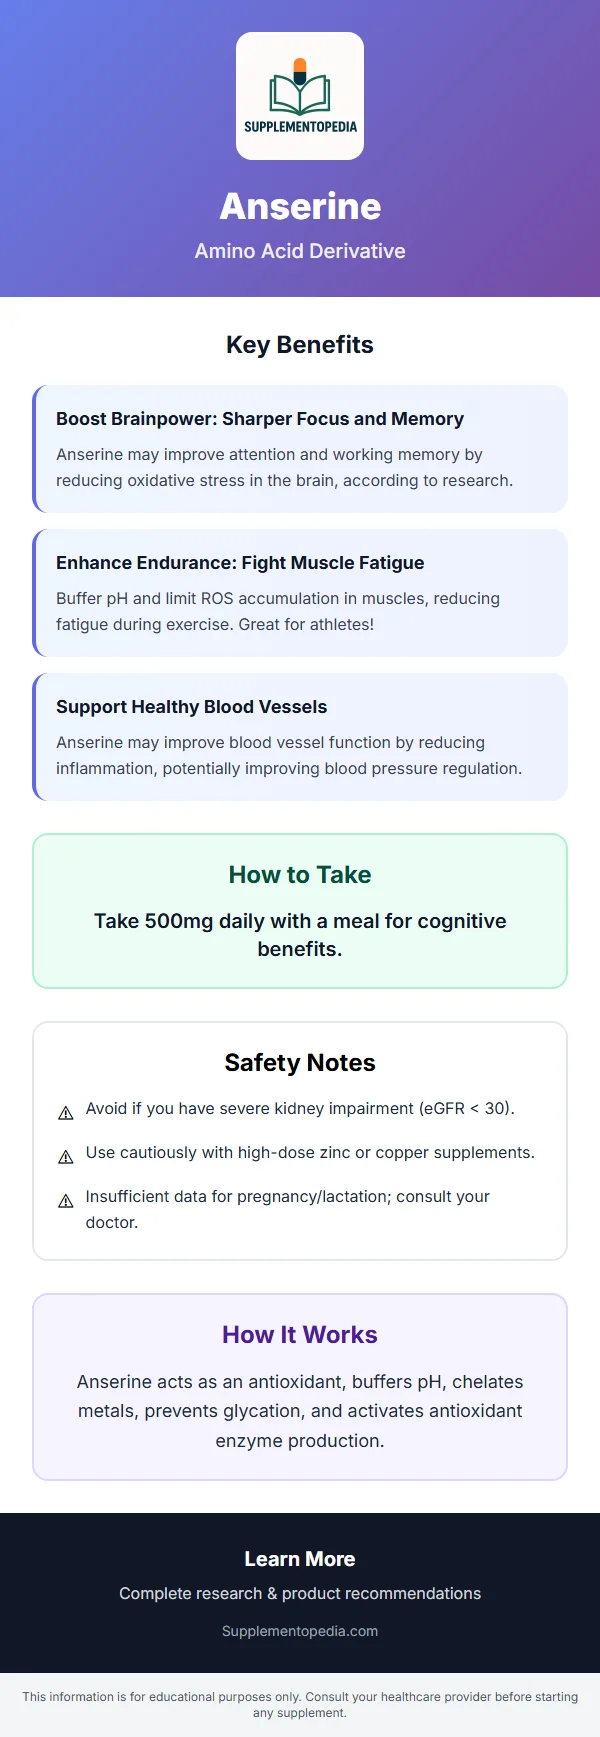 SUPPLEMENTOPEDIA
Anserine
Amino Acid Derivative
Key Benefits
Boost Brainpower: Sharper Focus and Memory
Anserine may improve attention and working memory by
reducing oxidative stress in the brain, according to research.
Enhance Endurance: Fight Muscle Fatigue
Buffer pH and limit ROS accumulation in muscles, reducing
fatigue during exercise. Great for athletes!
Support Healthy Blood Vessels
Anserine may improve blood vessel function by reducing
inflammation, potentially improving blood pressure regulation.
How to Take
Take 500mg daily with a meal for cognitive
benefits.
Safety Notes
⚠ Avoid if you have severe kidney impairment (eGFR < 30).
⚠ Use cautiously with high-dose zinc or copper supplements.
⚠ Insufficient data for pregnancy/lactation; consult your
doctor.
How It Works
Anserine acts as an antioxidant, buffers pH, chelates
metals, prevents glycation, and activates antioxidant
enzyme production.
Learn More
Complete research & product recommendations
Supplementopedia.com
This information is for educational purposes only. Consult your healthcare provider before starting
any supplement.